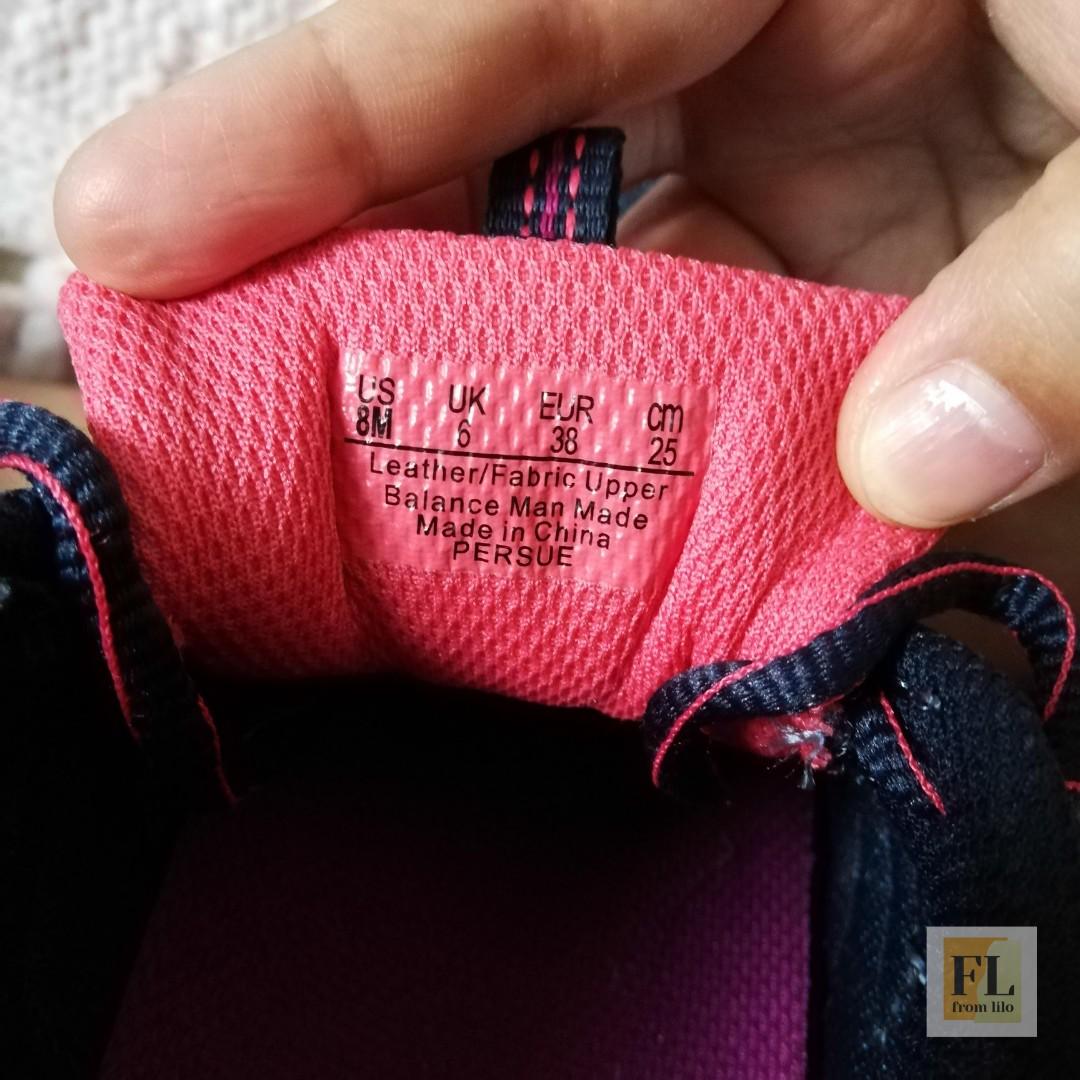 US UK EUR cm
8M 6 38 25
Leather/Fabric Upper
Balance Man Made
Made in China
PERSUE
FL
from lilo